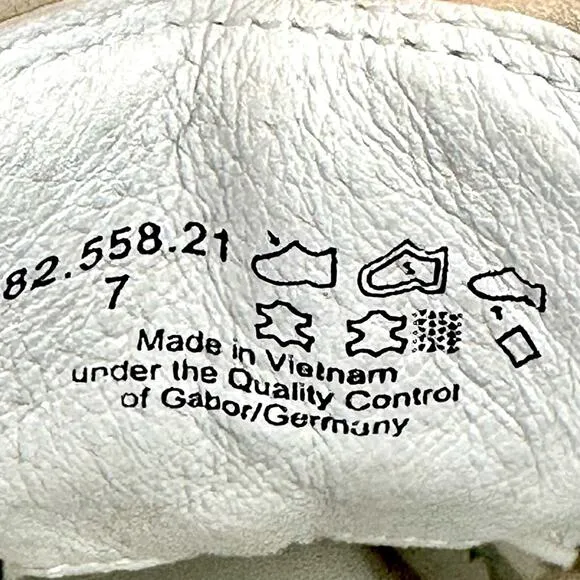 82.558.21
7
Made in Vietnam
under the Quality Control
of Gabor/Germany